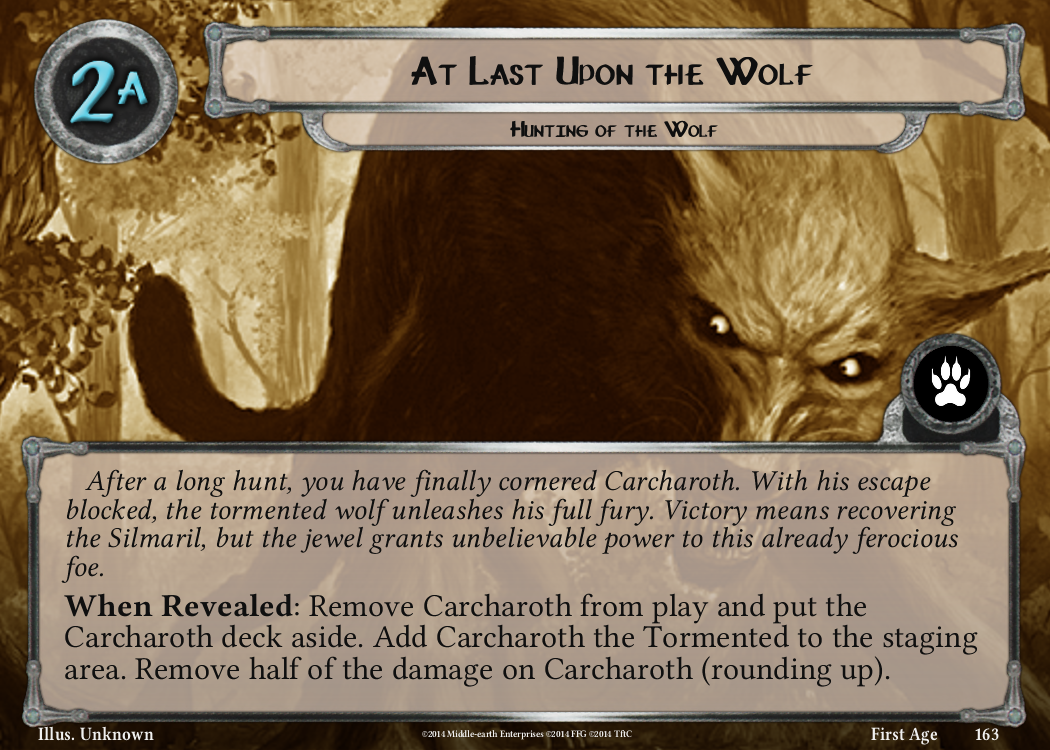 2A
At Last Upon the Wolf
Hunting of the Wolf
After a long hunt, you have finally cornered Carcharoth. With his escape
blocked, the tormented wolf unleashes his full fury. Victory means recovering
the Silmaril, but the jewel grants unbelievable power to this already ferocious
foe.
When Revealed: Remove Carcharoth from play and put the
Carcharoth deck aside. Add Carcharoth the Tormented to the staging
area. Remove half of the damage on Carcharoth (rounding up).
Illus. Unknown ©2014 Middle-earth Enterprises ©2014 FFG ©2014 TftC First Age 163